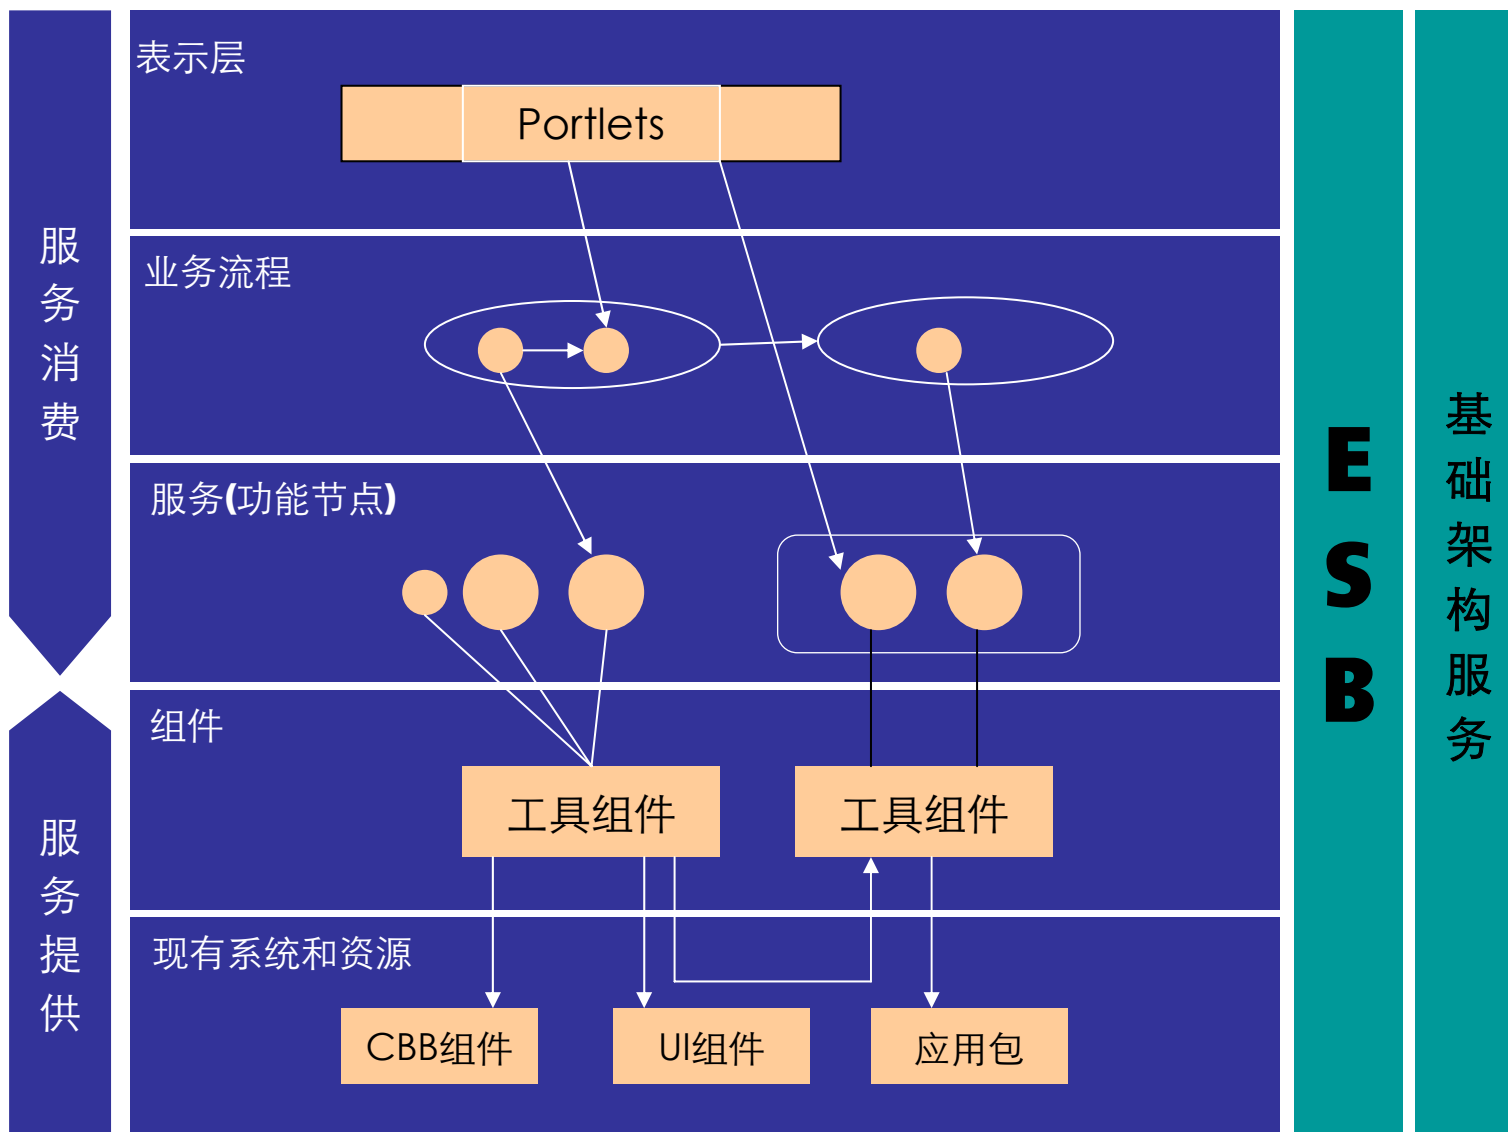 表示层
Portlets
业务流程
服务(功能节点)
组件
工具组件
工具组件
现有系统和资源
CBB组件
UI组件
应用包
服务消费
服务提供
ESB
基础架构服务